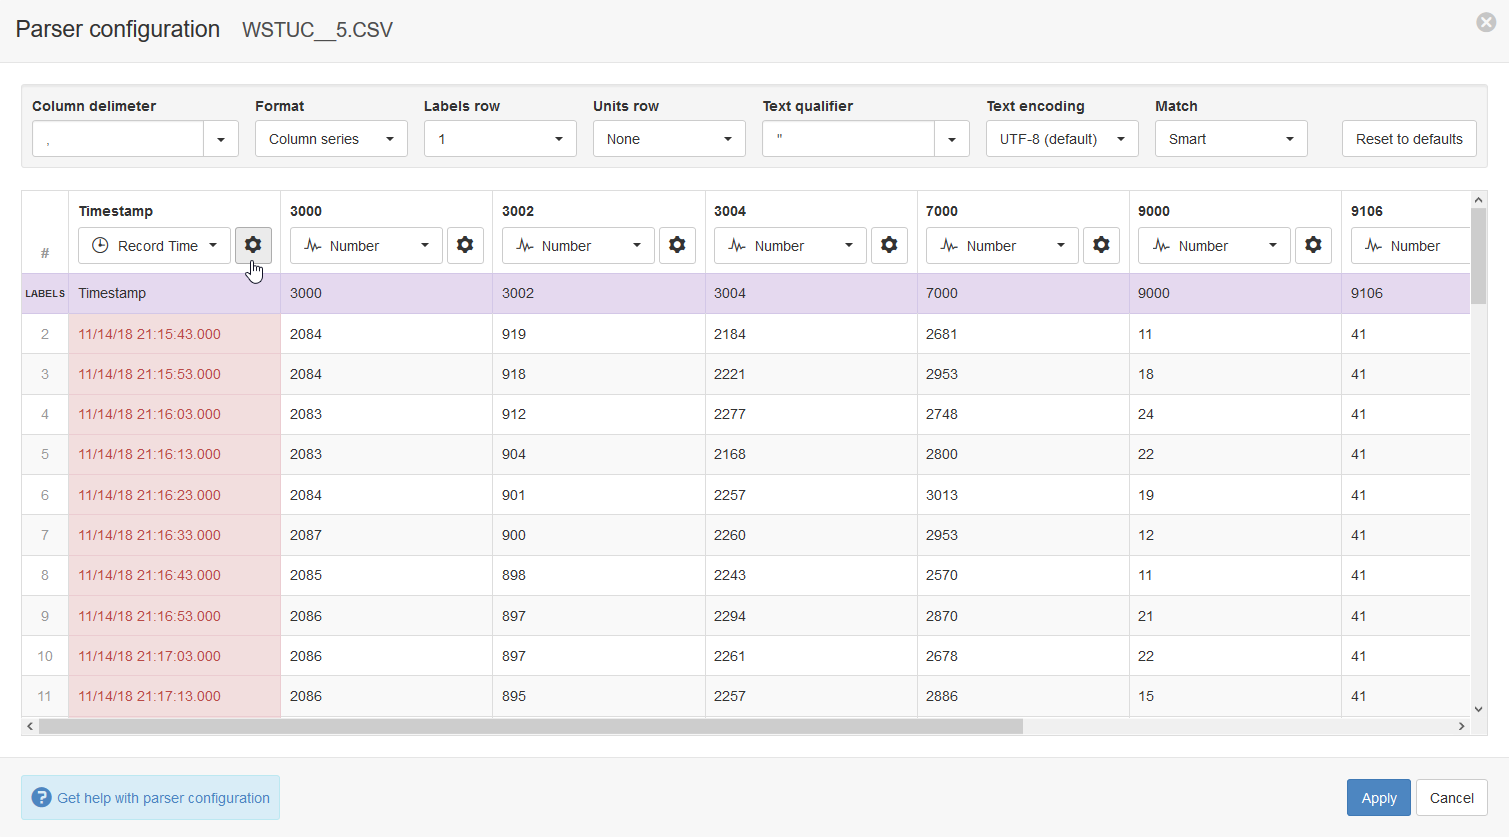 Parser configuration WSTUC__5.CSV
Column delimeter Format Labels row Units row Text qualifier Text encoding Match
, Column series 1 None " UTF-8 (default) Smart Reset to defaults
Timestamp 3000 3002 3004 7000 9000 9106
# Record Time Number Number Number Number Number Number
LABELS Timestamp 3000 3002 3004 7000 9000 9106
2 11/14/18 21:15:43.000 2084 919 2184 2681 11 41
3 11/14/18 21:15:53.000 2084 918 2221 2953 18 41
4 11/14/18 21:16:03.000 2083 912 2277 2748 24 41
5 11/14/18 21:16:13.000 2083 904 2168 2800 22 41
6 11/14/18 21:16:23.000 2084 901 2257 3013 19 41
7 11/14/18 21:16:33.000 2087 900 2260 2953 12 41
8 11/14/18 21:16:43.000 2085 898 2243 2570 11 41
9 11/14/18 21:16:53.000 2086 897 2294 2870 21 41
10 11/14/18 21:17:03.000 2086 897 2261 2678 22 41
11 11/14/18 21:17:13.000 2086 895 2257 2886 15 41
? Get help with parser configuration Apply Cancel